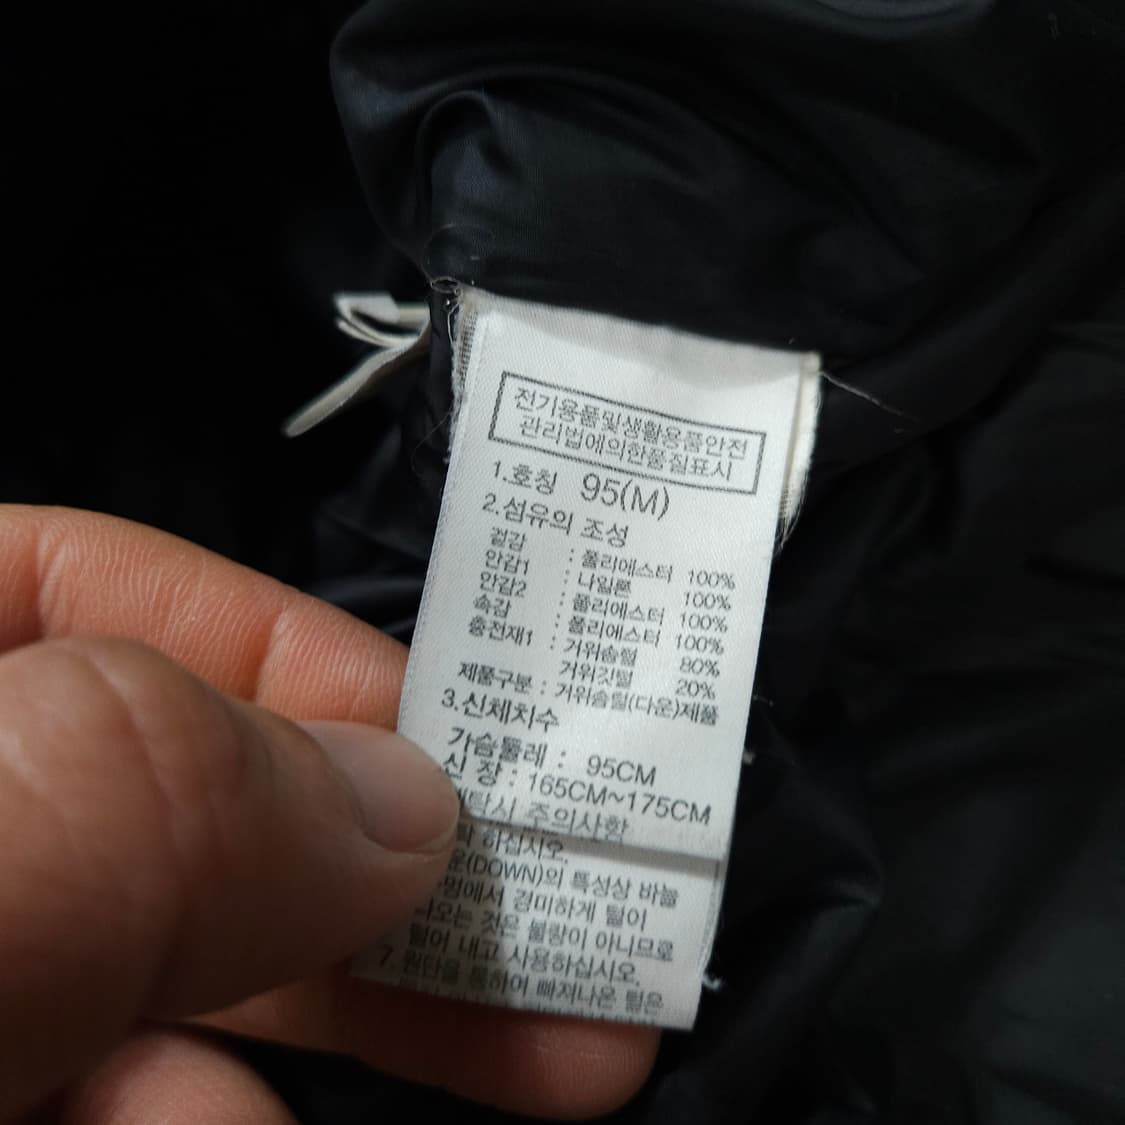 전기용품및생활용품안전
관리법에의한품질표시
1.호칭 95(M)
2.섬유의 조성
겉감 : 폴리에스터 100%
안감1 : 나일론 100%
안감2 : 폴리에스터 100%
속감 : 폴리에스터 100%
충전재1 : 거위솜털 80%
거위깃털 20%
제품구분 : 거위솜털(다운)제품
3.신체치수
가슴둘레 : 95CM
신 장 : 165CM~175CM
주의사항
하십시오.
(DOWN)의 특성상 바늘
경미하게 털이
것은 불량이 아니므로
털어 내고 사용하십시오.
7. 원단을 통하여 빠져나온 털은